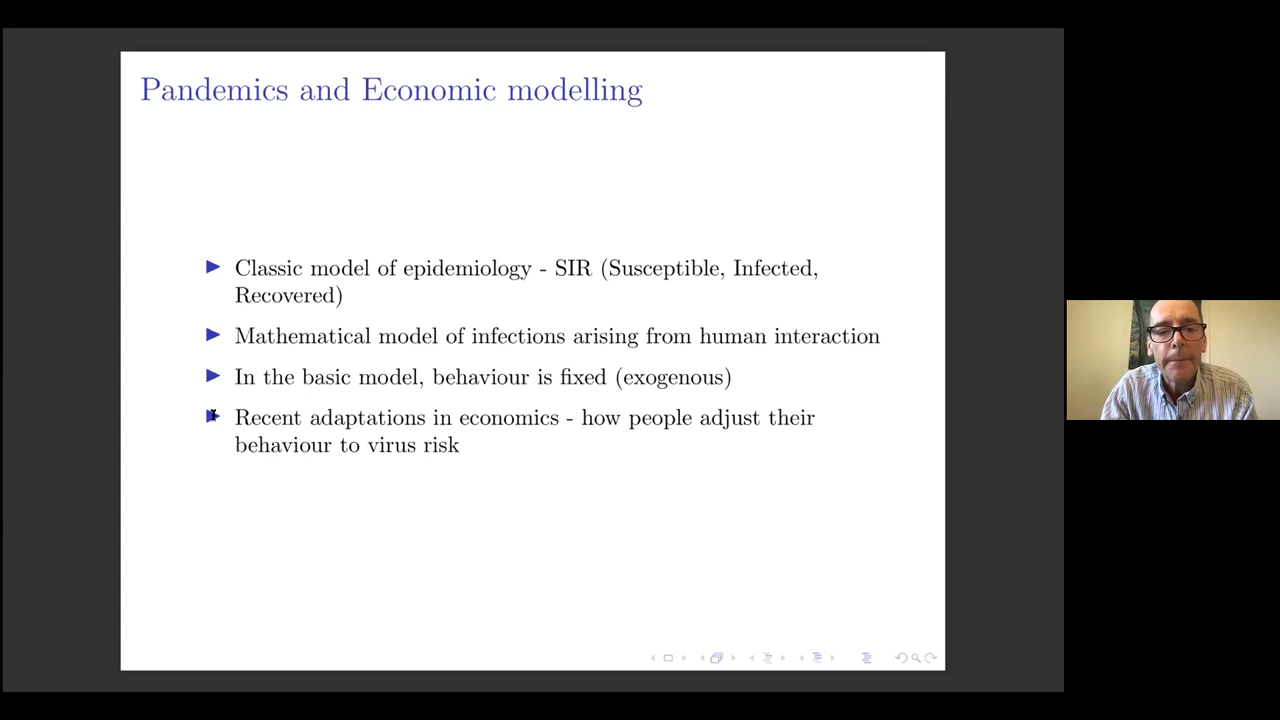 Pandemics and Economic modelling
Classic model of epidemiology - SIR (Susceptible, Infected,
Recovered)
Mathematical model of infections arising from human interaction
In the basic model, behaviour is fixed (exogenous)
Recent adaptations in economics - how people adjust their
behaviour to virus risk